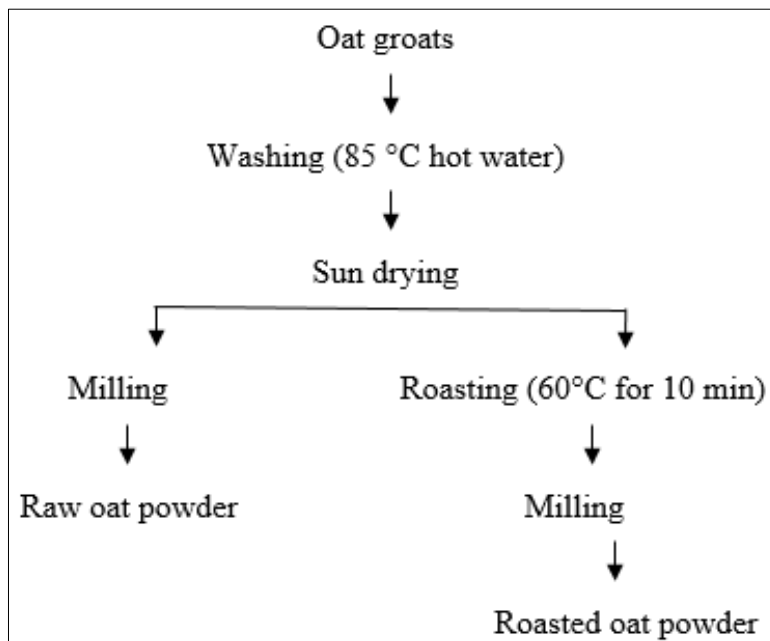 Oat groats
Washing (85 °C hot water)
Sun drying
Milling
Roasting (60°C for 10 min)
Raw oat powder
Milling
Roasted oat powder